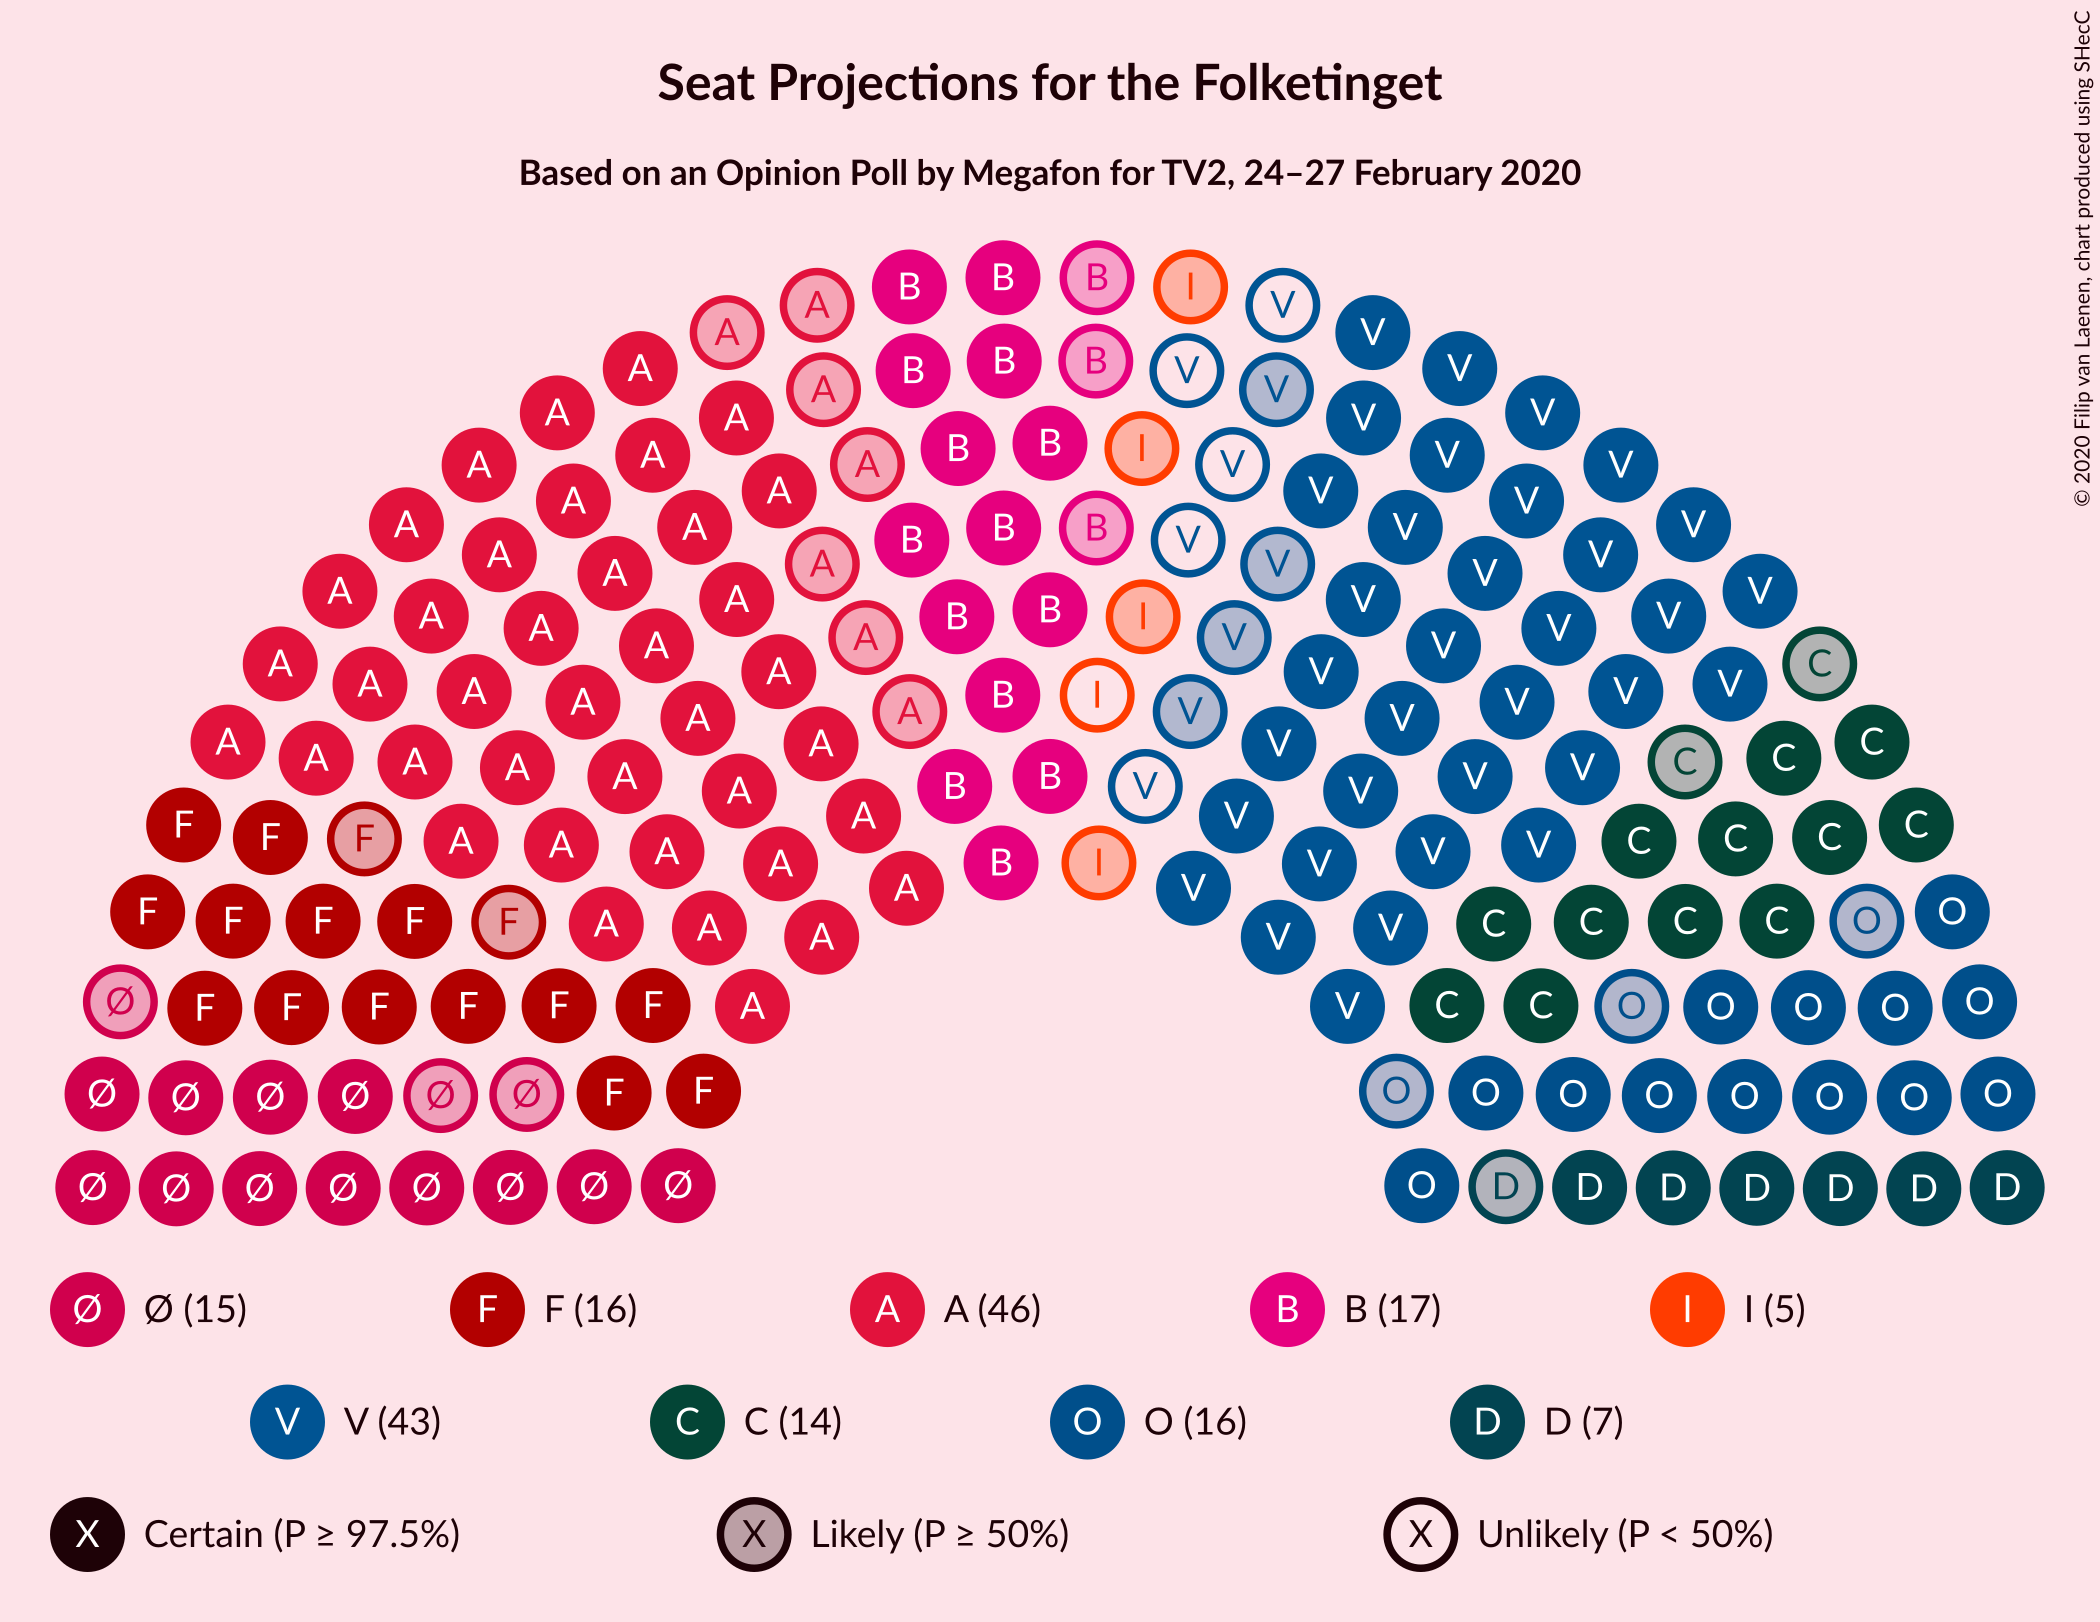 Seat Projections for the Folketinget
Based on an Opinion Poll by Megafon for TV2, 24–27 February 2020
© 2020 Filip van Laenen, chart produced using SHecC
A B B B I V
A V
A A B B B V V V
A A V V
A A A B B I V V V
A A V V
A A A B B B V V V V
A A A A V V V V
A A A A B B I V V V V
A A A A A A A B I V V V V V V C
A A A A A A A B B V V V V V C C C
F F F A A A A A B I V V V V C C C C
F F F F F A A A A V V V C C C C O O
Ø F F F F F F A V C C O O O O O
Ø Ø Ø Ø Ø Ø F F O O O O O O O O
Ø Ø Ø Ø Ø Ø Ø Ø O D D D D D D D
Ø Ø (15) F F (16) A A (46) B B (17) I I (5)
V V (43) C C (14) O O (16) D D (7)
X Certain (P ≥ 97.5%) X Likely (P ≥ 50%) X Unlikely (P < 50%)